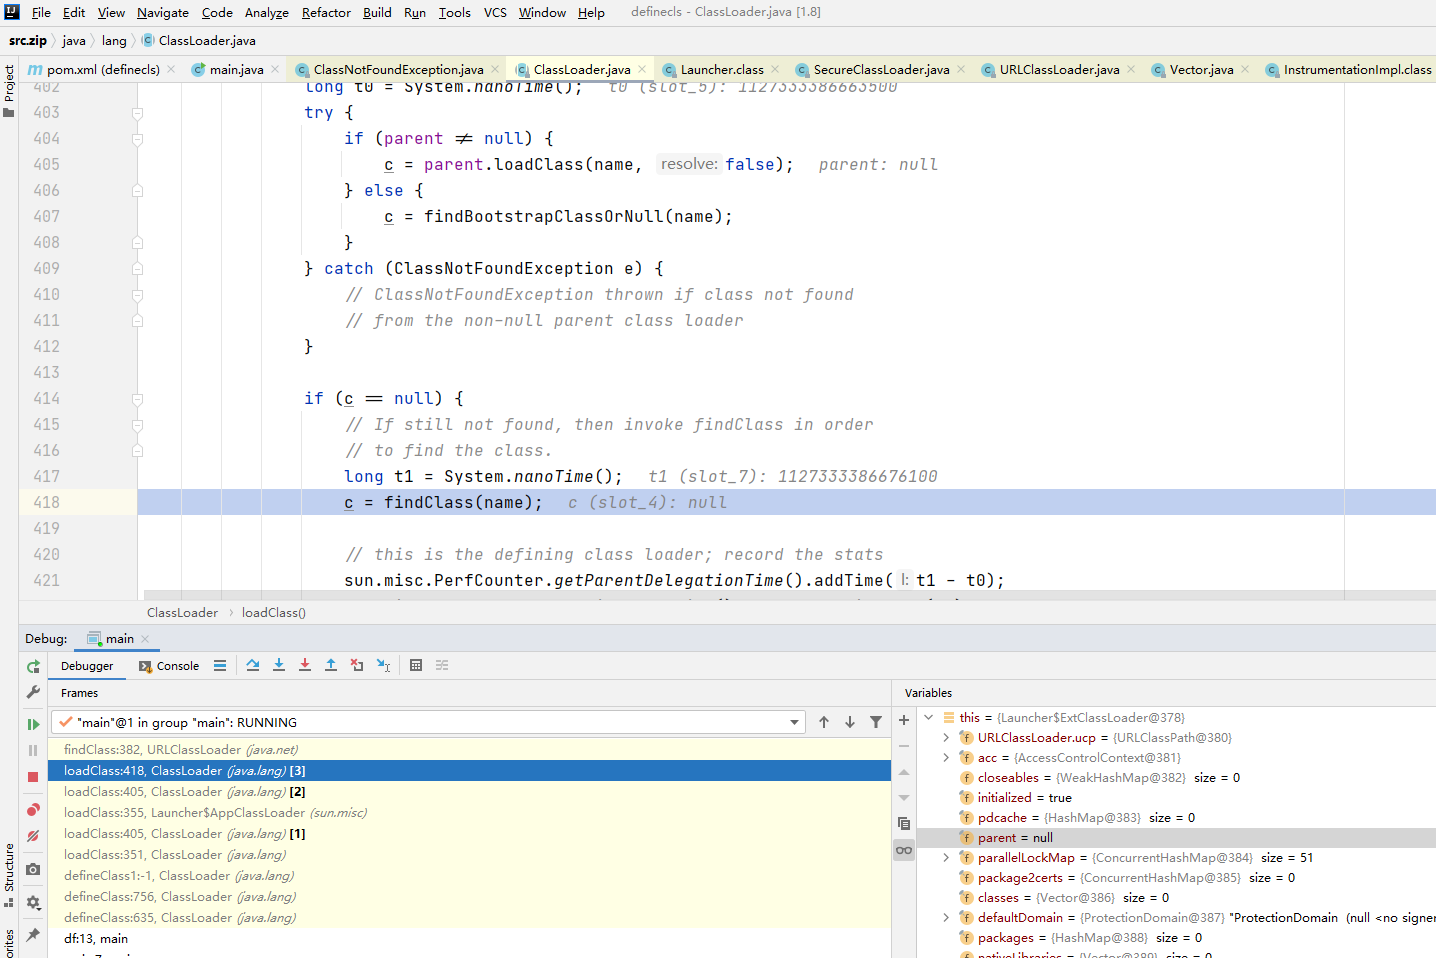 File Edit View Navigate Code Analyze Refactor Build Run Tools VCS Window Help definecls - ClassLoader.java [1.8]
src.zip java lang ClassLoader.java
pom.xml (definecls) main.java ClassNotFoundException.java ClassLoader.java Launcher.class SecureClassLoader.java URLClassLoader.java Vector.java InstrumentationImpl.class
Project
402 long t0 = System.nanoTime(); t0 (slot_5): 1127333386663500
403 try {
404 if (parent != null) {
405 c = parent.loadClass(name, resolve: false); parent: null
406 } else {
407 c = findBootstrapClassOrNull(name);
408 }
409 } catch (ClassNotFoundException e) {
410 // ClassNotFoundException thrown if class not found
411 // from the non-null parent class loader
412 }
413
414 if (c == null) {
415 // If still not found, then invoke findClass in order
416 // to find the class.
417 long t1 = System.nanoTime(); t1 (slot_7): 1127333386676100
418 c = findClass(name); c (slot_4): null
419
420 // this is the defining class loader; record the stats
421 sun.misc.PerfCounter.getParentDelegationTime().addTime( l: t1 - t0);
ClassLoader loadClass()
Debug: main
Debugger Console
Frames
"main"@1 in group "main": RUNNING
findClass:382, URLClassLoader (java.net)
loadClass:418, ClassLoader (java.lang) [3]
loadClass:405, ClassLoader (java.lang) [2]
loadClass:355, Launcher$AppClassLoader (sun.misc)
loadClass:405, ClassLoader (java.lang) [1]
loadClass:351, ClassLoader (java.lang)
defineClass1:-1, ClassLoader (java.lang)
defineClass:756, ClassLoader (java.lang)
defineClass:635, ClassLoader (java.lang)
df:13, main
Variables
this = {Launcher$ExtClassLoader@378}
URLClassLoader.ucp = {URLClassPath@380}
acc = {AccessControlContext@381}
closeables = {WeakHashMap@382} size = 0
initialized = true
pdcache = {HashMap@383} size = 0
parent = null
parallelLockMap = {ConcurrentHashMap@384} size = 51
package2certs = {ConcurrentHashMap@385} size = 0
classes = {Vector@386} size = 0
defaultDomain = {ProtectionDomain@387} "ProtectionDomain (null <no signer
packages = {HashMap@388} size = 0
nativeLibraries = {Vector@389} size = 0
Structure